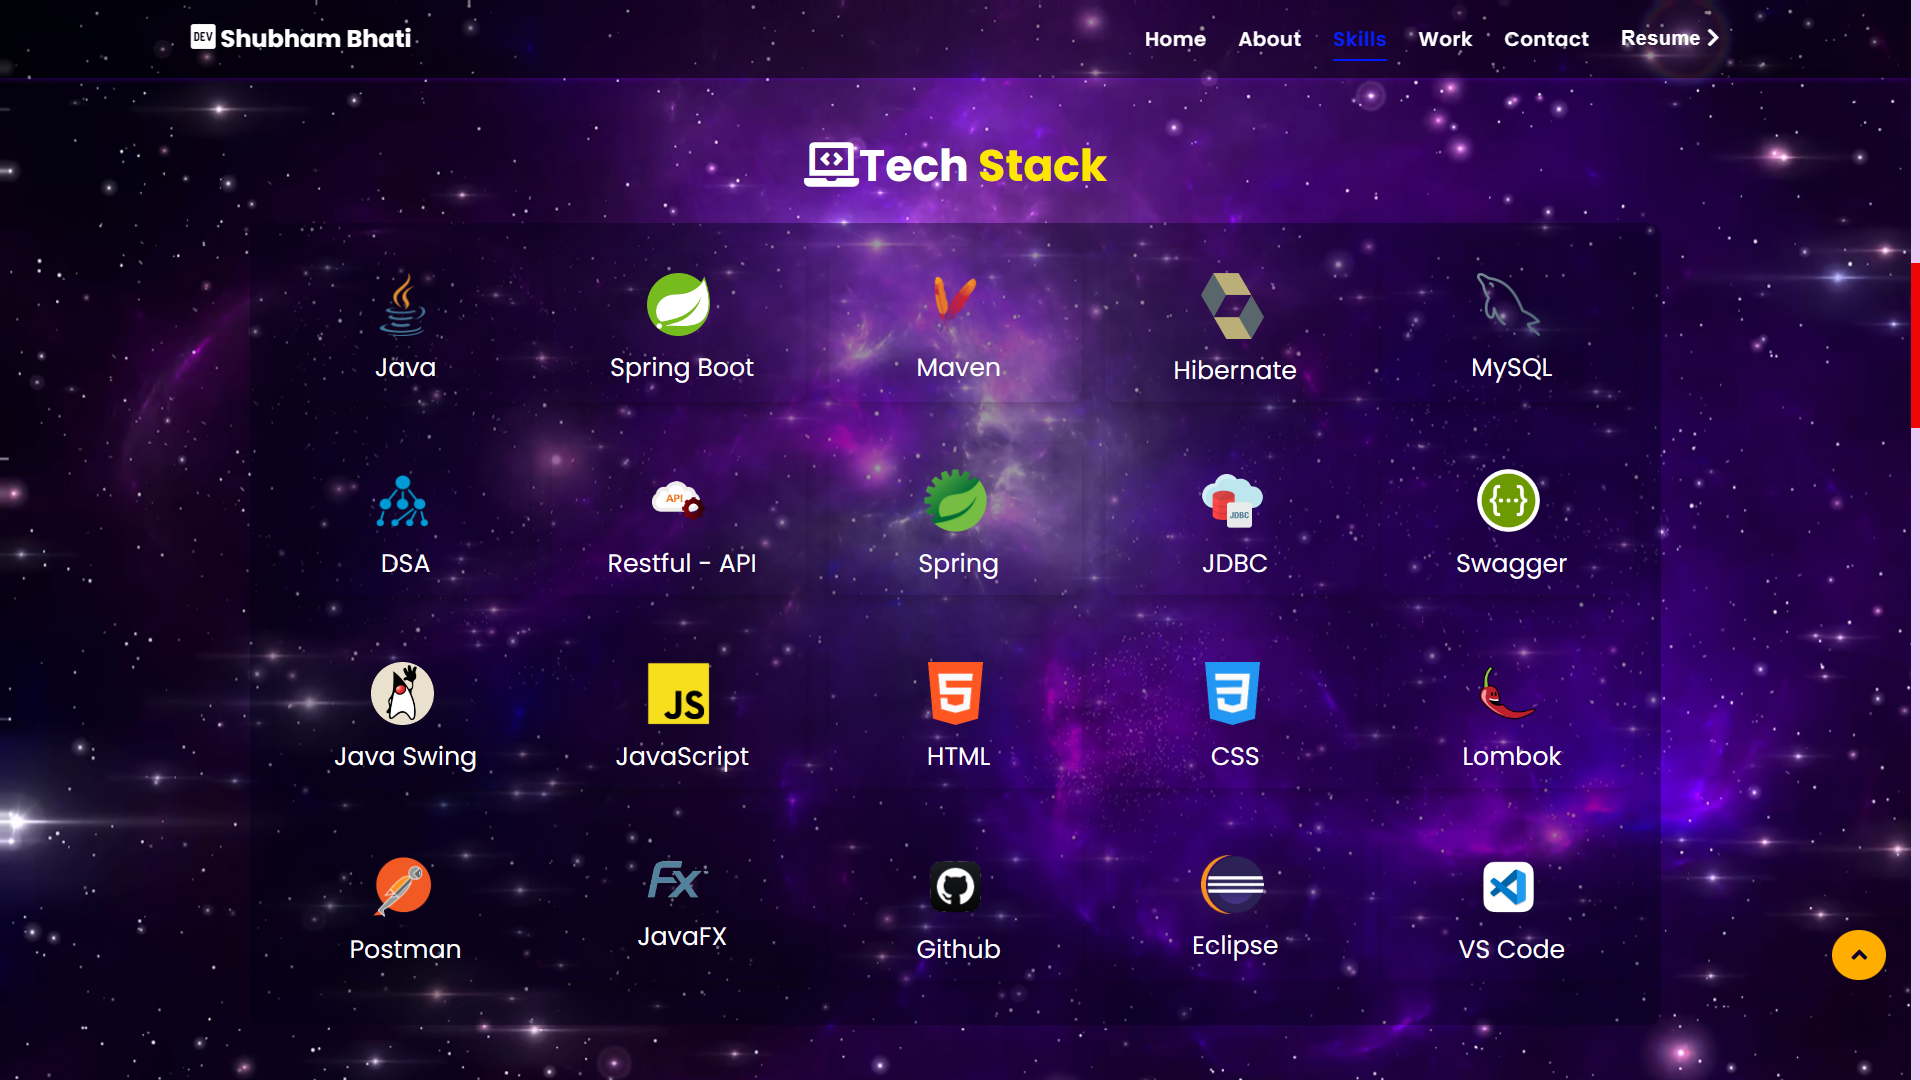 DEV Shubham Bhati
Home About Skills Work Contact Resume
Tech Stack
Java Spring Boot Maven Hibernate MySQL
API
JDBC
DSA Restful - API Spring JDBC Swagger
JS
Java Swing JavaScript HTML CSS Lombok
Fx
Postman JavaFX Github Eclipse VS Code